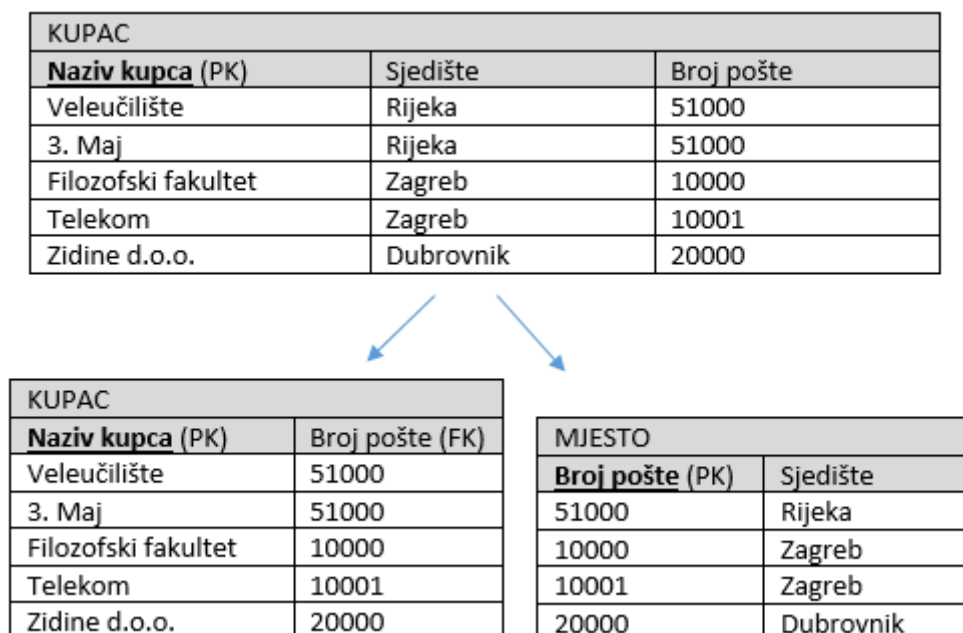 KUPAC
Naziv kupca (PK) Sjedište Broj pošte
Veleučilište Rijeka 51000
3. Maj Rijeka 51000
Filozofski fakultet Zagreb 10000
Telekom Zagreb 10001
Zidine d.o.o. Dubrovnik 20000
KUPAC
Naziv kupca (PK) Broj pošte (FK)
Veleučilište 51000
3. Maj 51000
Filozofski fakultet 10000
Telekom 10001
Zidine d.o.o. 20000
MJESTO
Broj pošte (PK) Sjedište
51000 Rijeka
10000 Zagreb
10001 Zagreb
20000 Dubrovnik